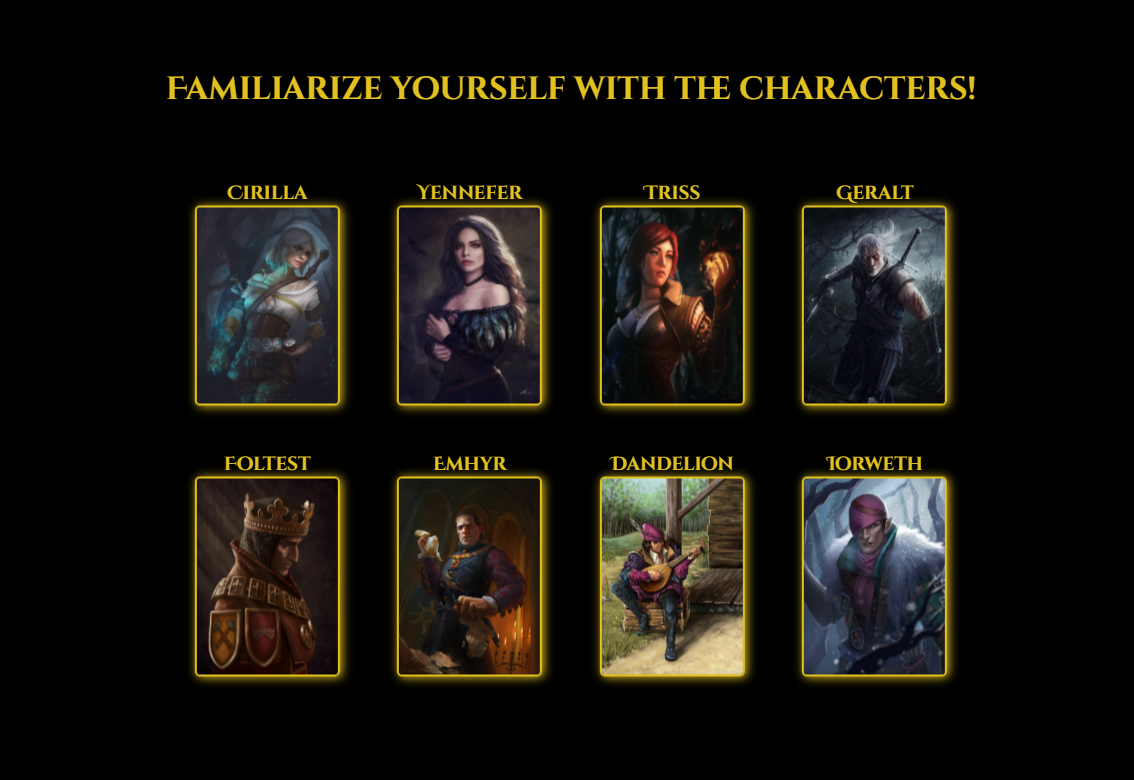 Familiarize yourself with the characters!
Cirilla
Yennefer
Triss
Geralt
Foltest
Emhyr
Dandelion
Iorweth